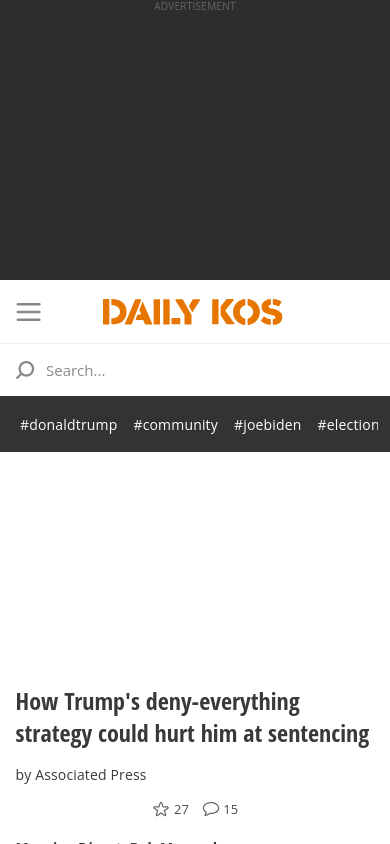 ADVERTISEMENT
DAILY KOS
Search...
#donaldtrump #community #joebiden #election
How Trump's deny-everything
strategy could hurt him at sentencing
by Associated Press
27 15